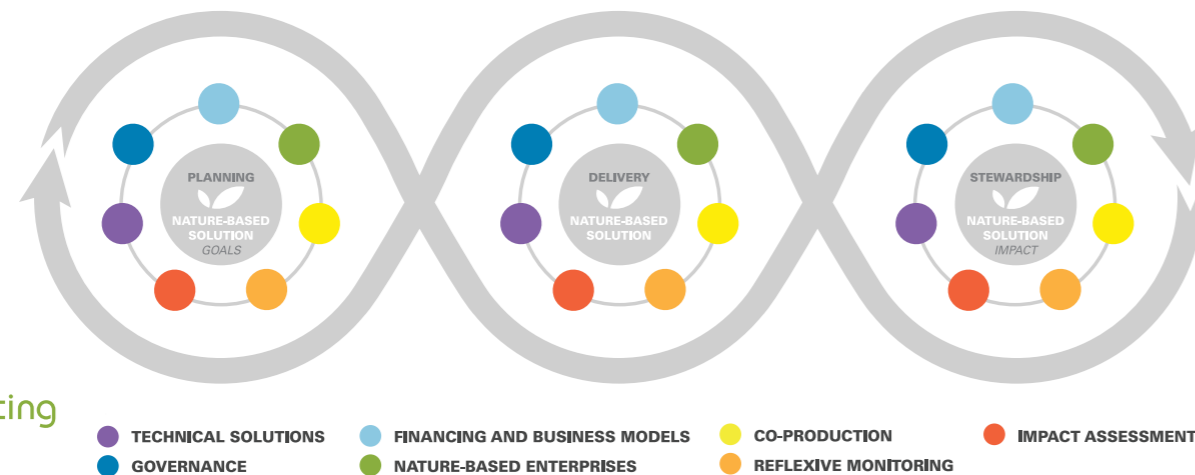 PLANNING
NATURE-BASED
SOLUTION
GOALS
DELIVERY
NATURE-BASED
SOLUTION
STEWARDSHIP
NATURE-BASED
SOLUTION
IMPACT
TECHNICAL SOLUTIONS
FINANCING AND BUSINESS MODELS
CO-PRODUCTION
IMPACT ASSESSMENT
GOVERNANCE
NATURE-BASED ENTERPRISES
REFLEXIVE MONITORING